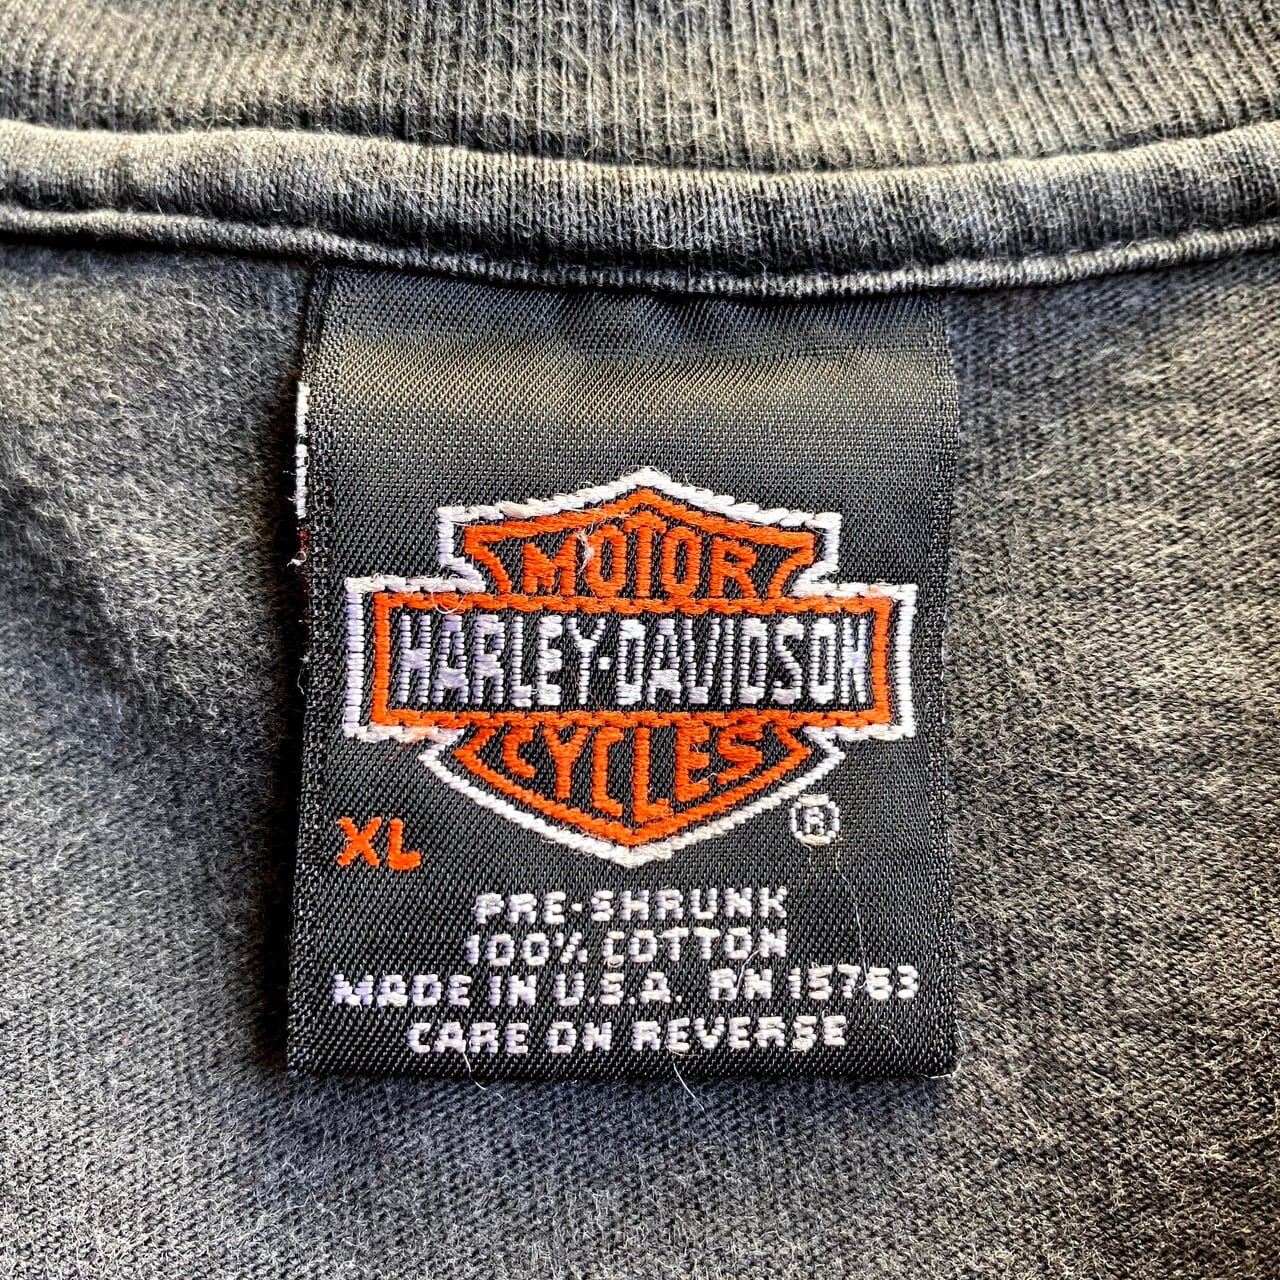 MOTOR
HARLEY-DAVIDSON
CYCLES
®
XL
PRE-SHRUNK
100% COTTON
MADE IN U.S.A. RN 15763
CARE ON REVERSE